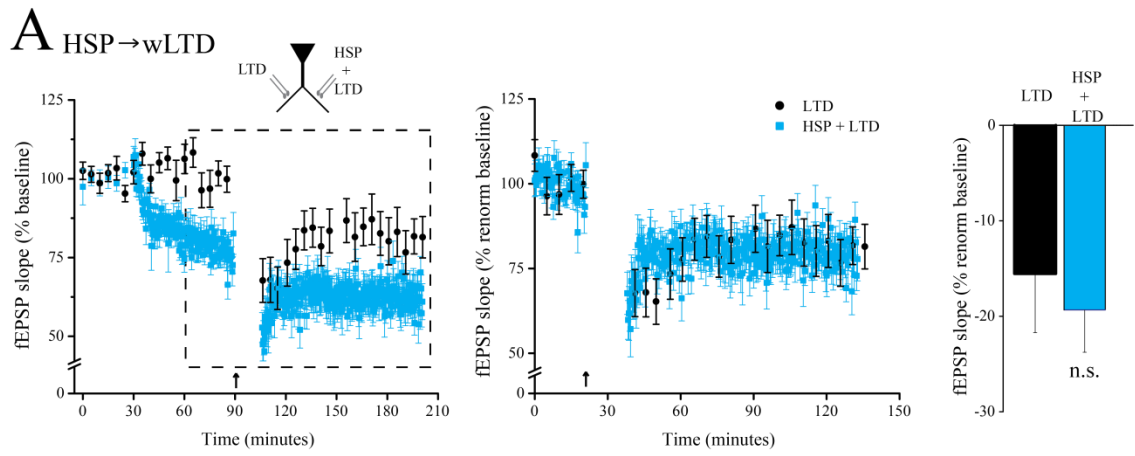 A HSP→wLTD
LTD
HSP
+
LTD
fEPSP slope (% baseline)
125
100
75
50
0
0 30 60 90 120 150 180 210
Time (minutes)
fEPSP slope (% renorm baseline)
125
100
75
50
0
0 30 60 90 120 150
Time (minutes)
LTD
HSP + LTD
LTD
HSP
+
LTD
fEPSP slope (% renorm baseline)
0
-10
-20
-30
n.s.